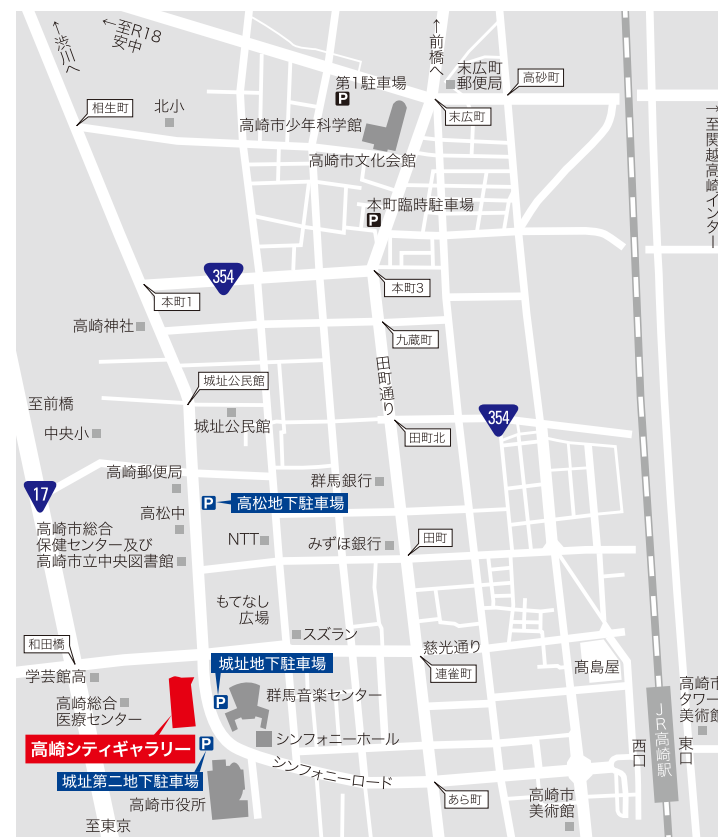 ←至R18
安中
←渋川へ
←前橋へ
末広町
郵便局
高砂町
第1駐車場
P
相生町
北小
末広町
高崎市少年科学館
→至関越高崎インター
高崎市文化会館
本町臨時駐車場
P
354
本町1
本町3
高崎神社
九蔵町
田町通り
城址公民館
至前橋
354
城址公民館
中央小
田町北
高崎郵便局
群馬銀行
17
P
高松地下駐車場
高松中
高崎市総合
保健センター及び
高崎市立中央図書館
NTT
みずほ銀行
田町
もてなし
広場
スズラン
和田橋
慈光通り
城址地下駐車場
髙島屋
学芸館高
連雀町
P
群馬音楽センター
高崎総合
医療センター
高崎市
タワー
美術館
JR高崎駅
シンフォニーホール
高崎シティギャラリー
P
西口
東口
城址第二地下駐車場
シンフォニーロード
高崎市役所
あら町
高崎市
美術館
至東京